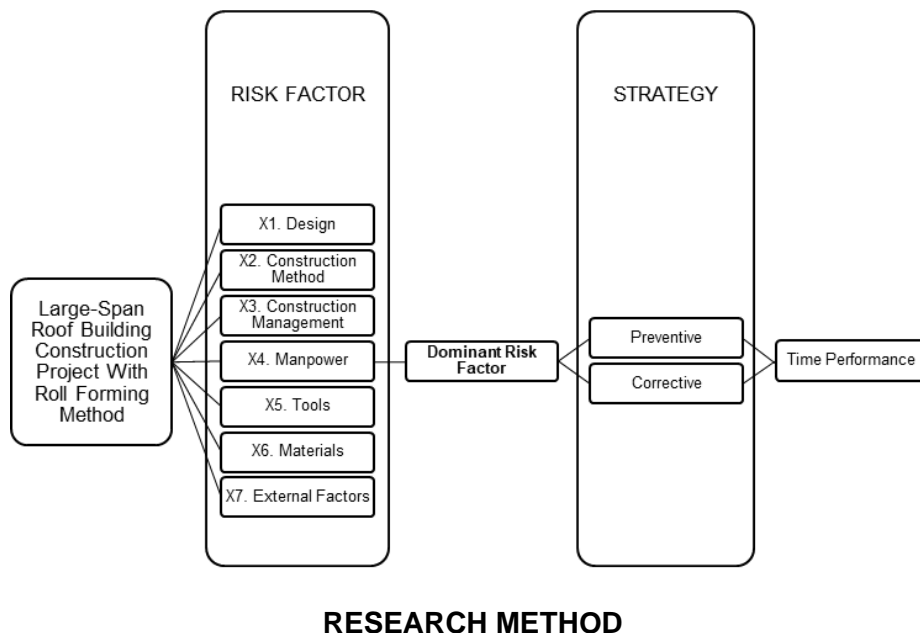 RISK FACTOR
STRATEGY
Large-Span
Roof Building
Construction
Project With
Roll Forming
Method
X1. Design
X2. Construction
Method
X3. Construction
Management
X4. Manpower
X5. Tools
X6. Materials
X7. External Factors
Dominant Risk
Factor
Preventive
Corrective
Time Performance
RESEARCH METHOD